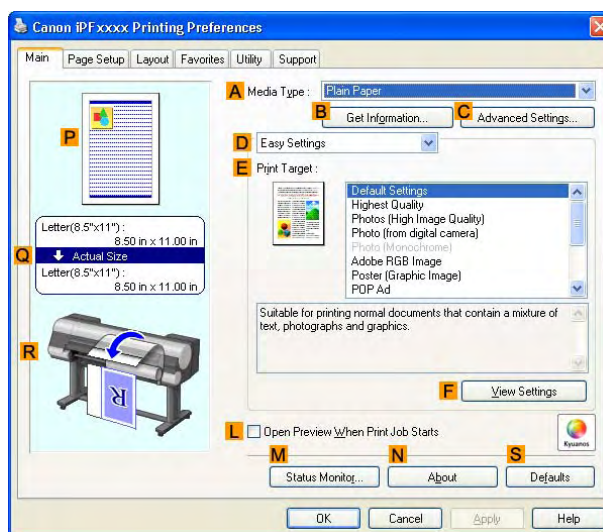 Canon iPFxxxx Printing Preferences
Main Page Setup Layout Favorites Utility Support
A Media Type : Plain Paper
B C
Get Information... Advanced Settings...
D Easy Settings
E Print Target :
P
Default Settings
Highest Quality
Photos (High Image Quality)
Photo (from digital camera)
Photo (Monochrome)
Adobe RGB Image
Poster (Graphic Image)
POP Ad
Letter(8.5"x11") :
8.50 in x 11.00 in
Q Actual Size
Letter(8.5"x11") :
8.50 in x 11.00 in
Suitable for printing normal documents that contain a mixture of
text, photographs and graphics.
R
R
F View Settings
L Open Preview When Print Job Starts
Kyuanos
M N S
Status Monitor... About Defaults
OK Cancel Apply Help